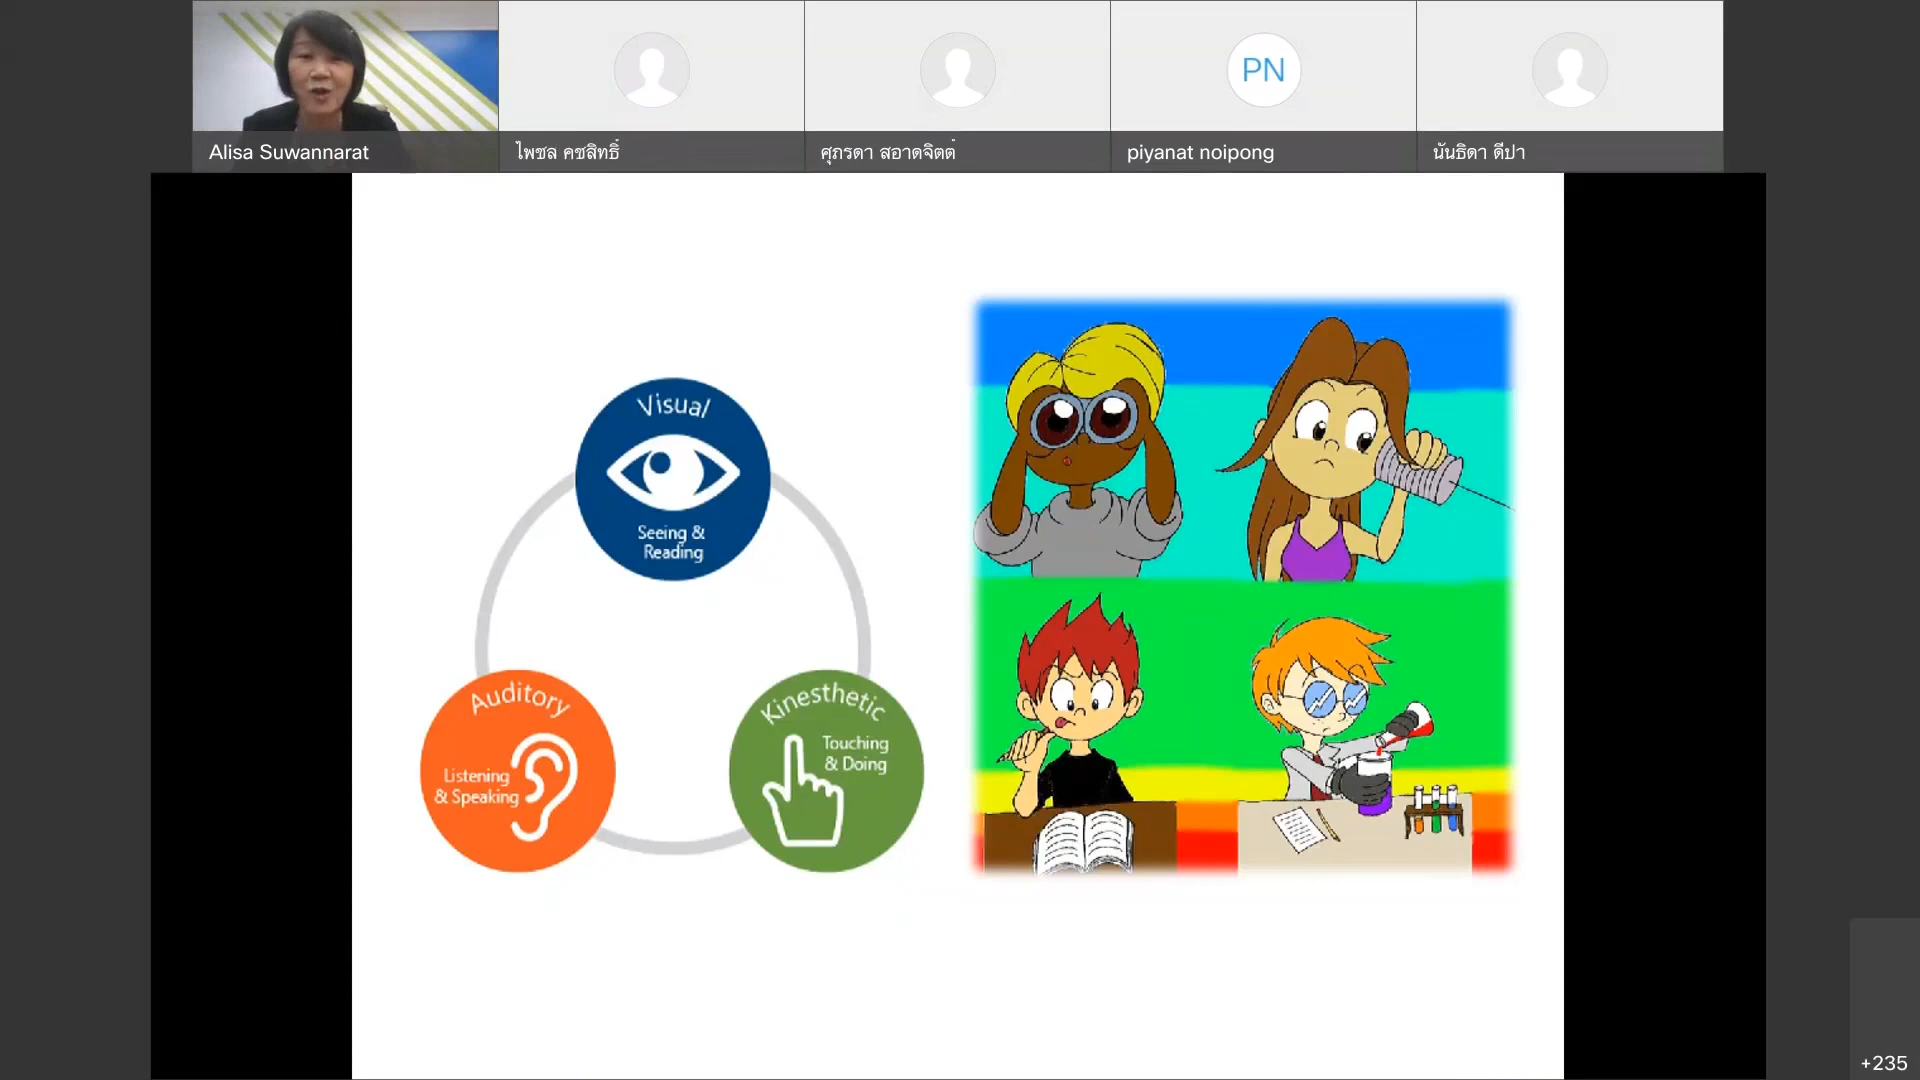 Alisa Suwannarat
ไพซล คชสิทธิ์
ศุภรดา สอาดจิตต์
PN
piyanat noipong
นันธิดา ดีปา
Visual
Seeing &
Reading
Auditory
Listening
& Speaking
Kinesthetic
Touching
& Doing
+235